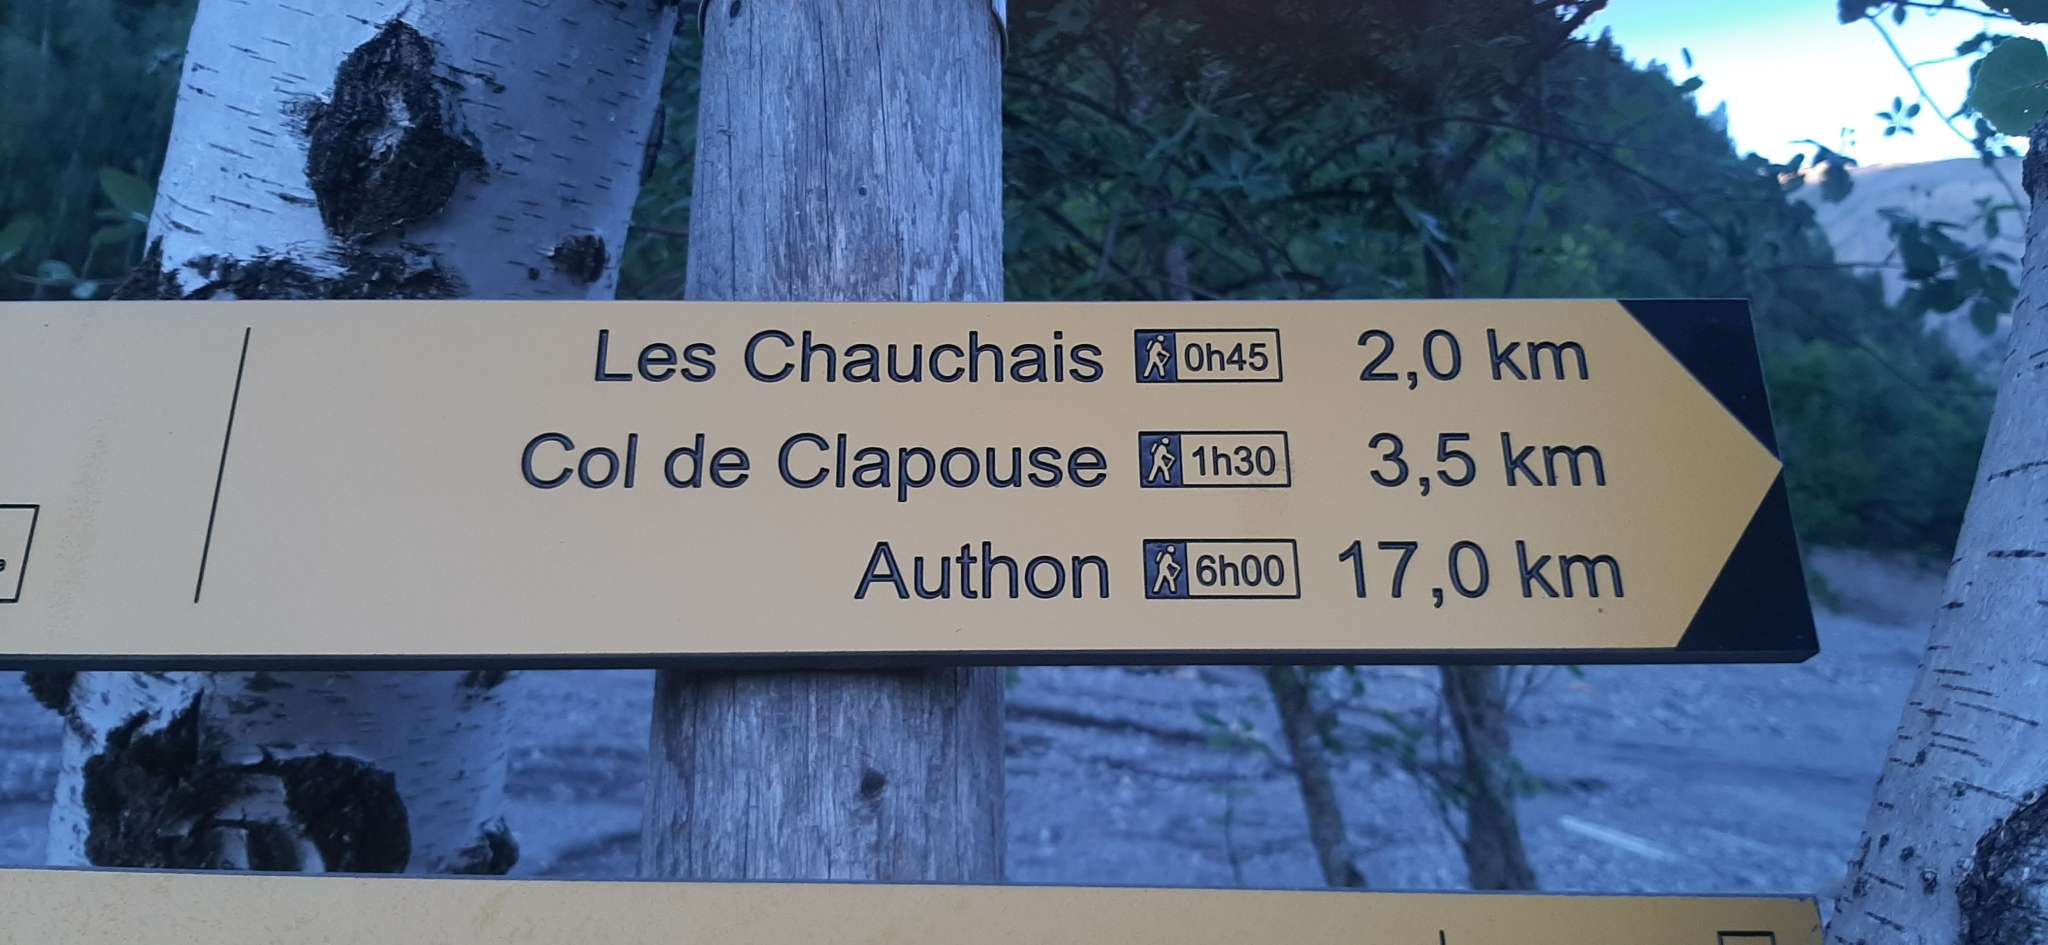 Les Chauchais 0h45 2,0 km
Col de Clapouse 1h30 3,5 km
Authon 6h00 17,0 km